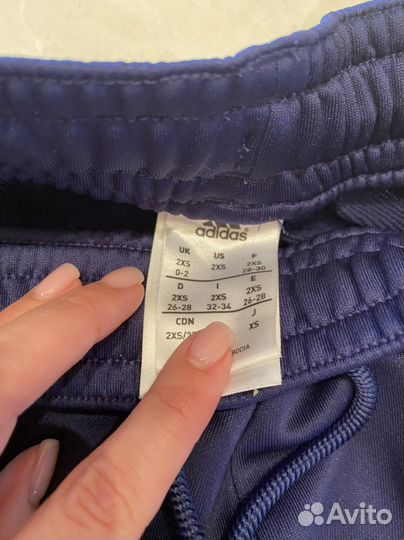 adidas
UK US F
2XS 2XS 2XS
0-2 28-30
D I E
2XS 2XS 2XS
26-28 32-34 26-28
CDN J
XS
Avito